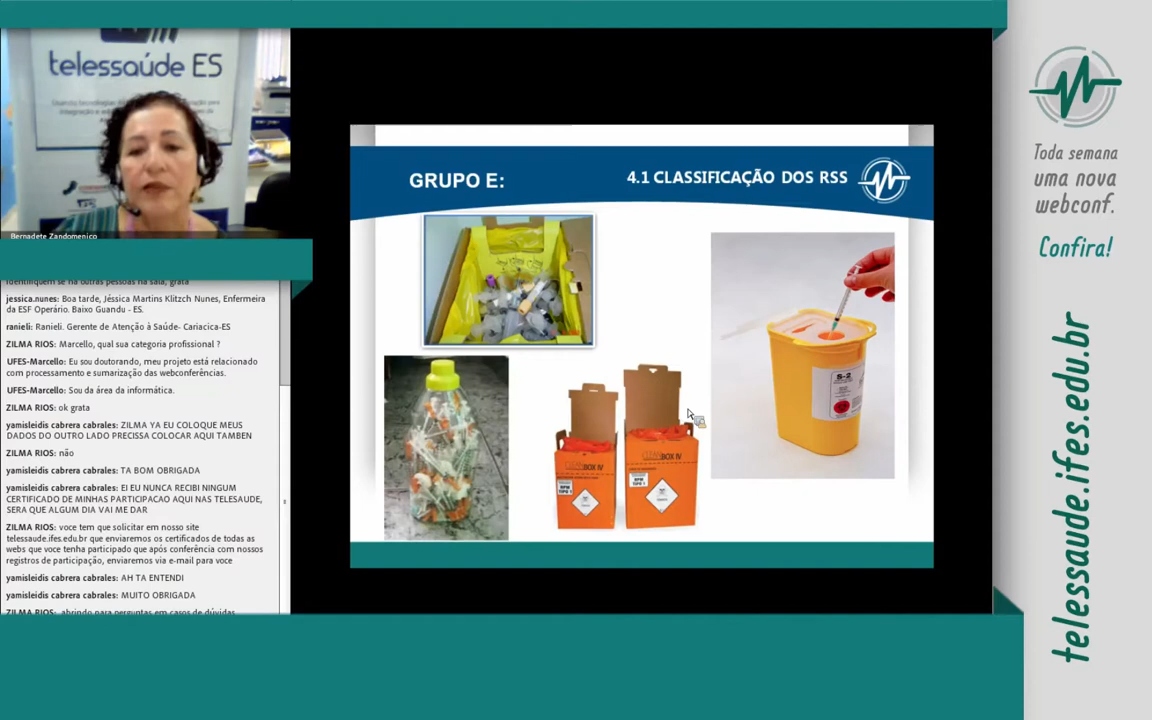 telessaúde ES
Bernadete Zandomenico
identifiquem se há outras pessoas na sala, grata
jessica.nunes: Boa tarde, Jéssica Martins Klitzch Nunes, Enfermeira
da ESF Operário. Baixo Guandu - ES.
ranieli: Ranieli. Gerente de Atenção à Saúde- Cariacica-ES
ZILMA RIOS: Marcello, qual sua categoria profissional ?
UFES-Marcello: Eu sou doutorando, meu projeto está relacionado
com processamento e sumarização das webconferências.
UFES-Marcello: Sou da área da informática.
ZILMA RIOS: ok grata
yamisleidis cabrera cabrales: ZILMA YA EU COLOQUE MEUS
DADOS DO OUTRO LADO PRECISSA COLOCAR AQUI TAMBEN
ZILMA RIOS: não
yamisleidis cabrera cabrales: TA BOM OBRIGADA
yamisleidis cabrera cabrales: EI EU NUNCA RECIBI NINGUM
CERTIFICADO DE MINHAS PARTICIPACAO AQUI NAS TELESAUDE,
SERA QUE ALGUM DIA VAI ME DAR
ZILMA RIOS: voce tem que solicitar em nosso site
telessaude.ifes.edu.br que enviaremos os certificados de todas as
webs que voce tenha participado que após conferência com nossos
registros de participação, enviaremos via e-mail para voce
yamisleidis cabrera cabrales: AH TA ENTENDI
yamisleidis cabrera cabrales: MUITO OBRIGADA
ZILMA RIOS: abrindo para perguntas em casos de dúvidas
GRUPO E:
4.1 CLASSIFICAÇÃO DOS RSS
S-2
BOX IV
BOX IV
Toda semana
uma nova
webconf.
Confira!
telessaude.ifes.edu.br